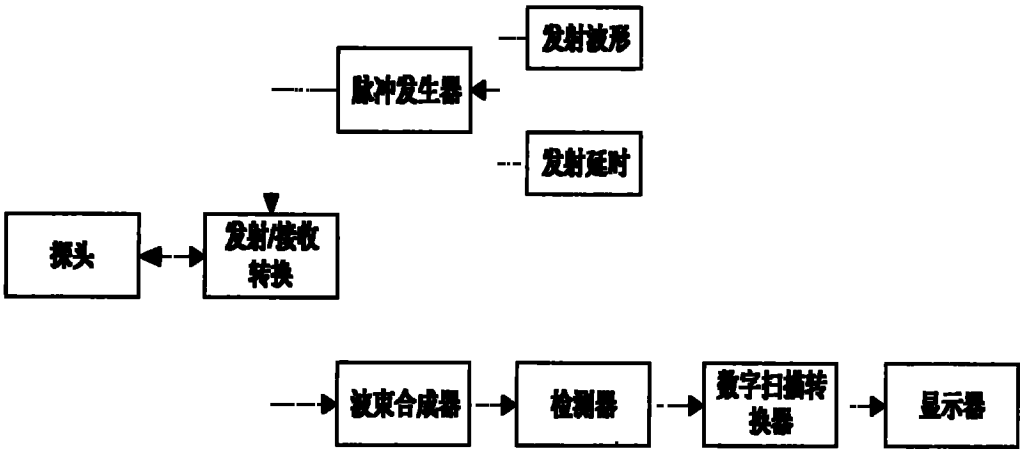 发射波形
脉冲发生器
发射延时
探头
发射/接收
转换
波束合成器
检测器
数字扫描转
换器
显示器